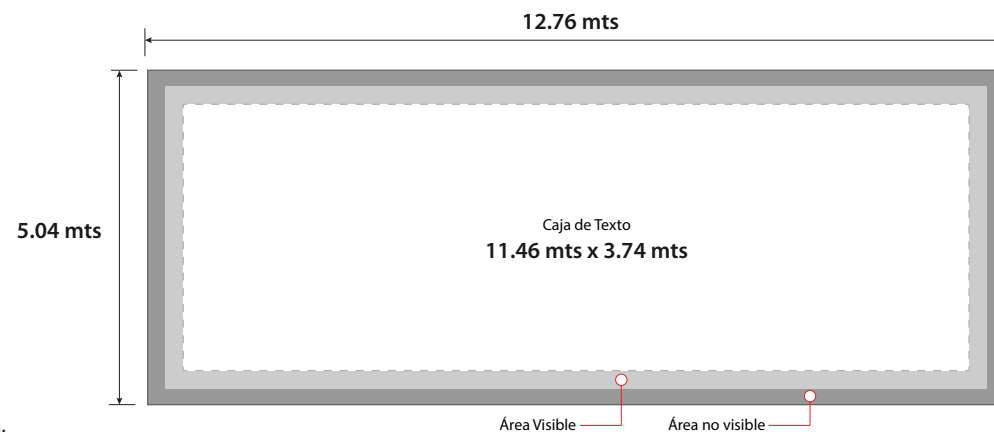 12.76 mts
5.04 mts
Caja de Texto
11.46 mts x 3.74 mts
Área Visible
Área no visible